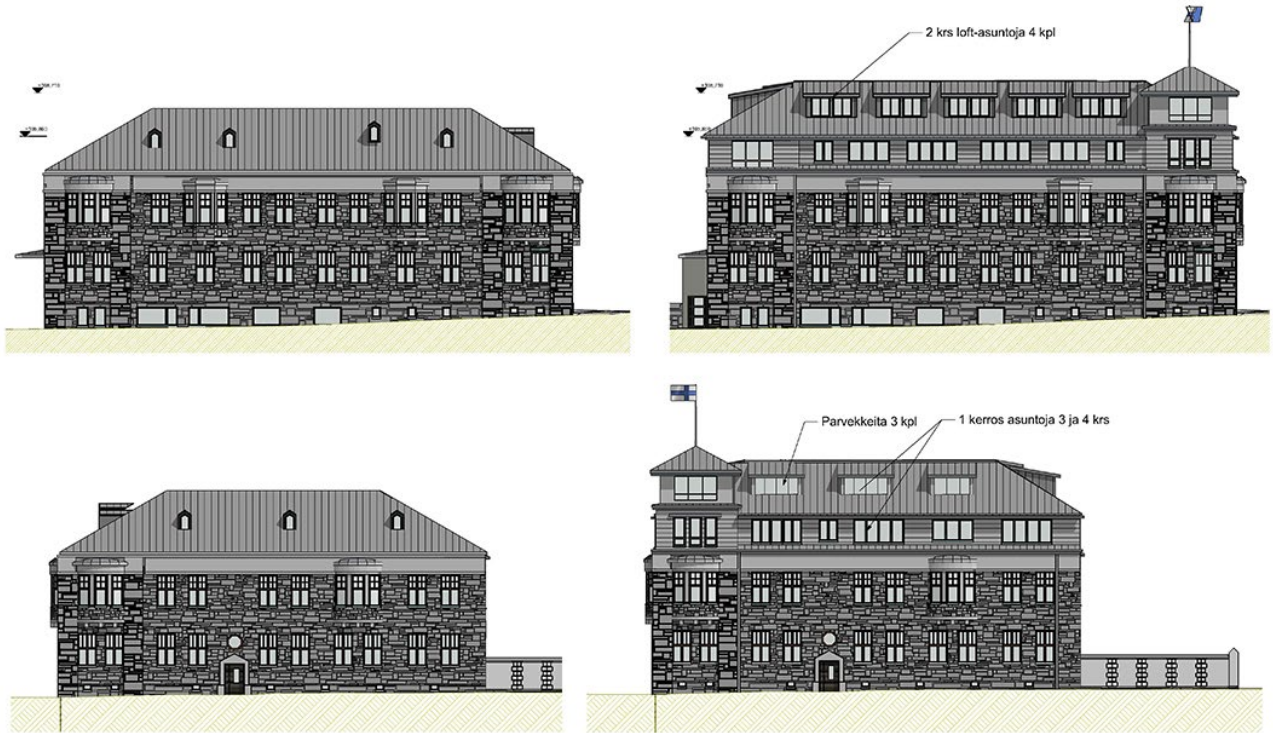 2 krs loft-asuntoja 4 kpl
Parvekkeita 3 kpl
1 kerros asuntoja 3 ja 4 krs